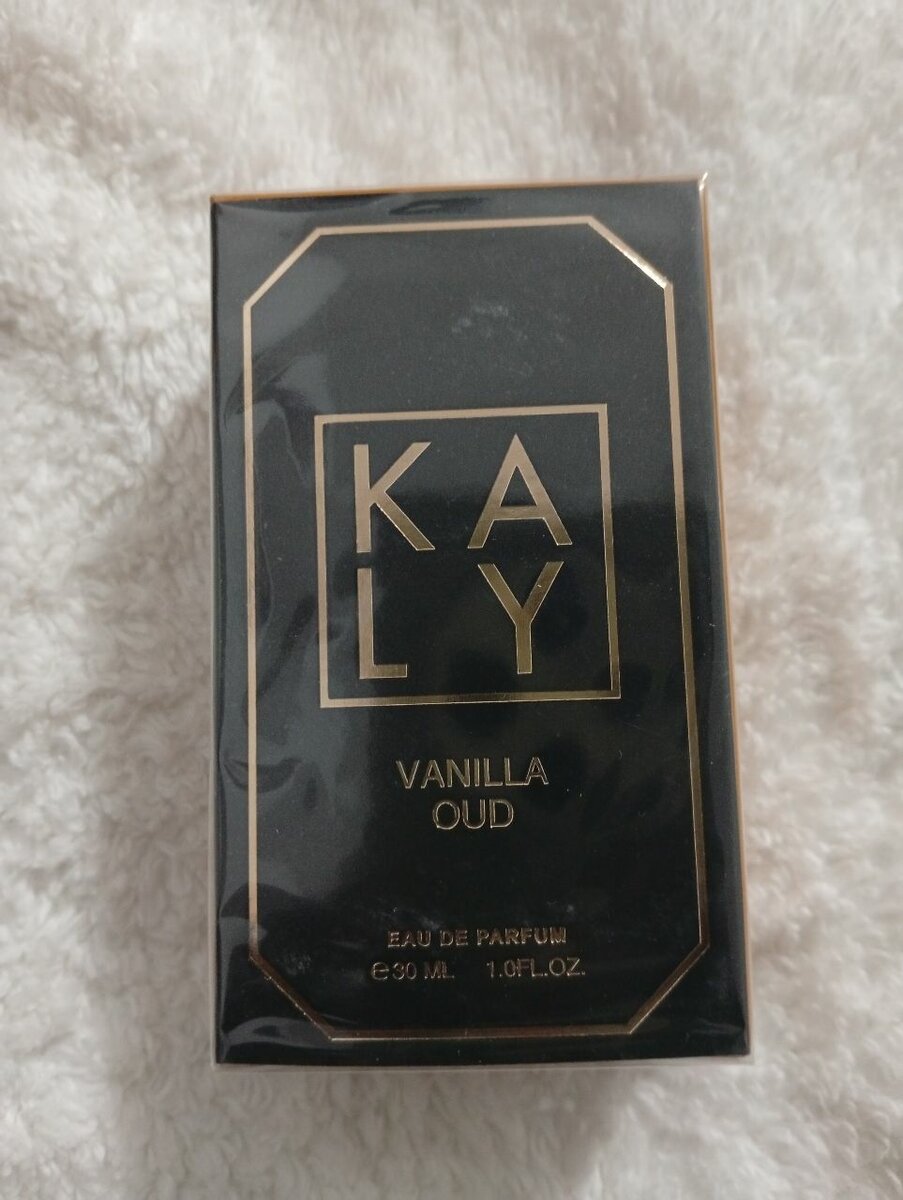 KA
LY
VANILLA
OUD
EAU DE PARFUM
℮30 ML 1.0FL.OZ.